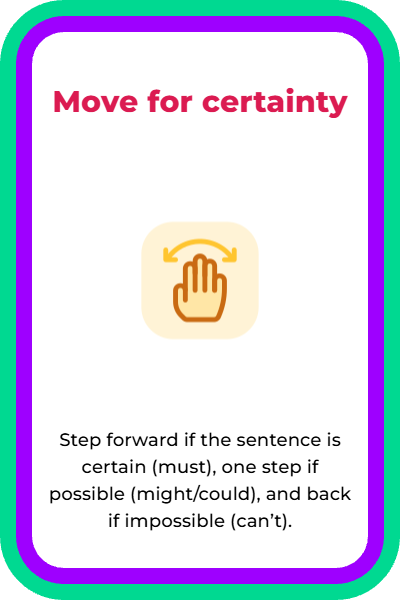 Move for certainty
Step forward if the sentence is
certain (must), one step if
possible (might/could), and back
if impossible (can’t).